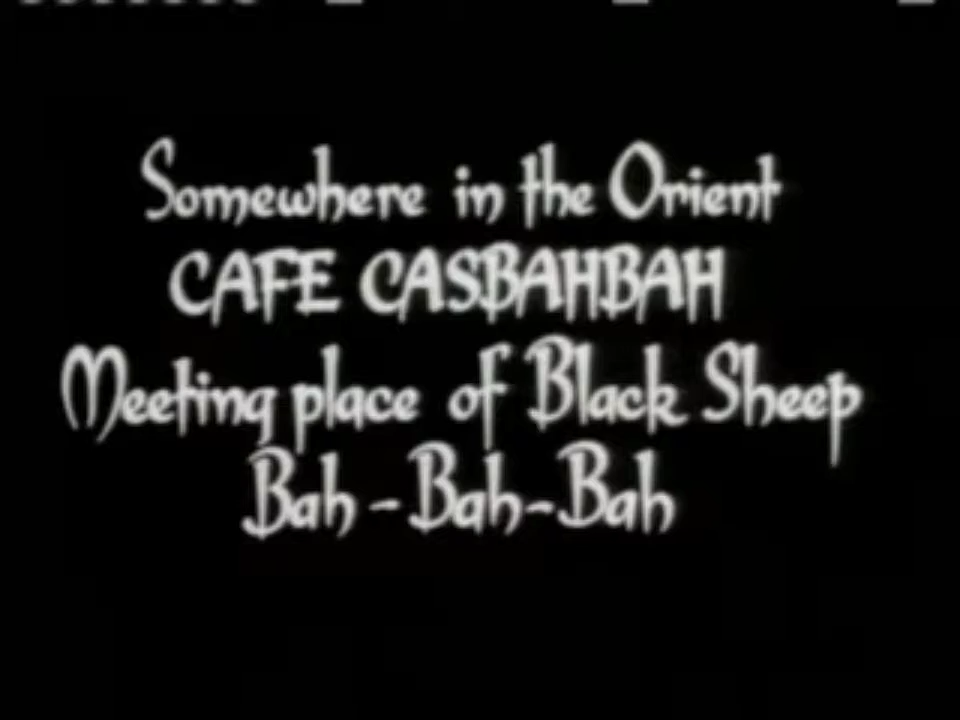 Somewhere in the Orient
CAFE CASBAHBAH
Meeting place of Black Sheep
Bah - Bah - Bah